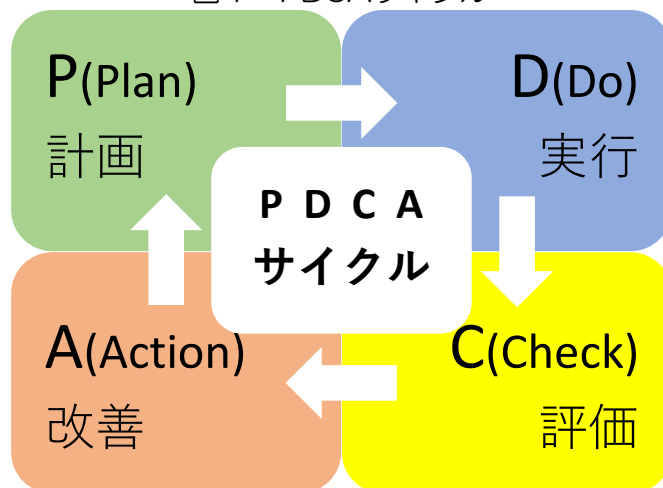 P(Plan)
計画
D(Do)
実行
PDCA
サイクル
A(Action)
改善
C(Check)
評価